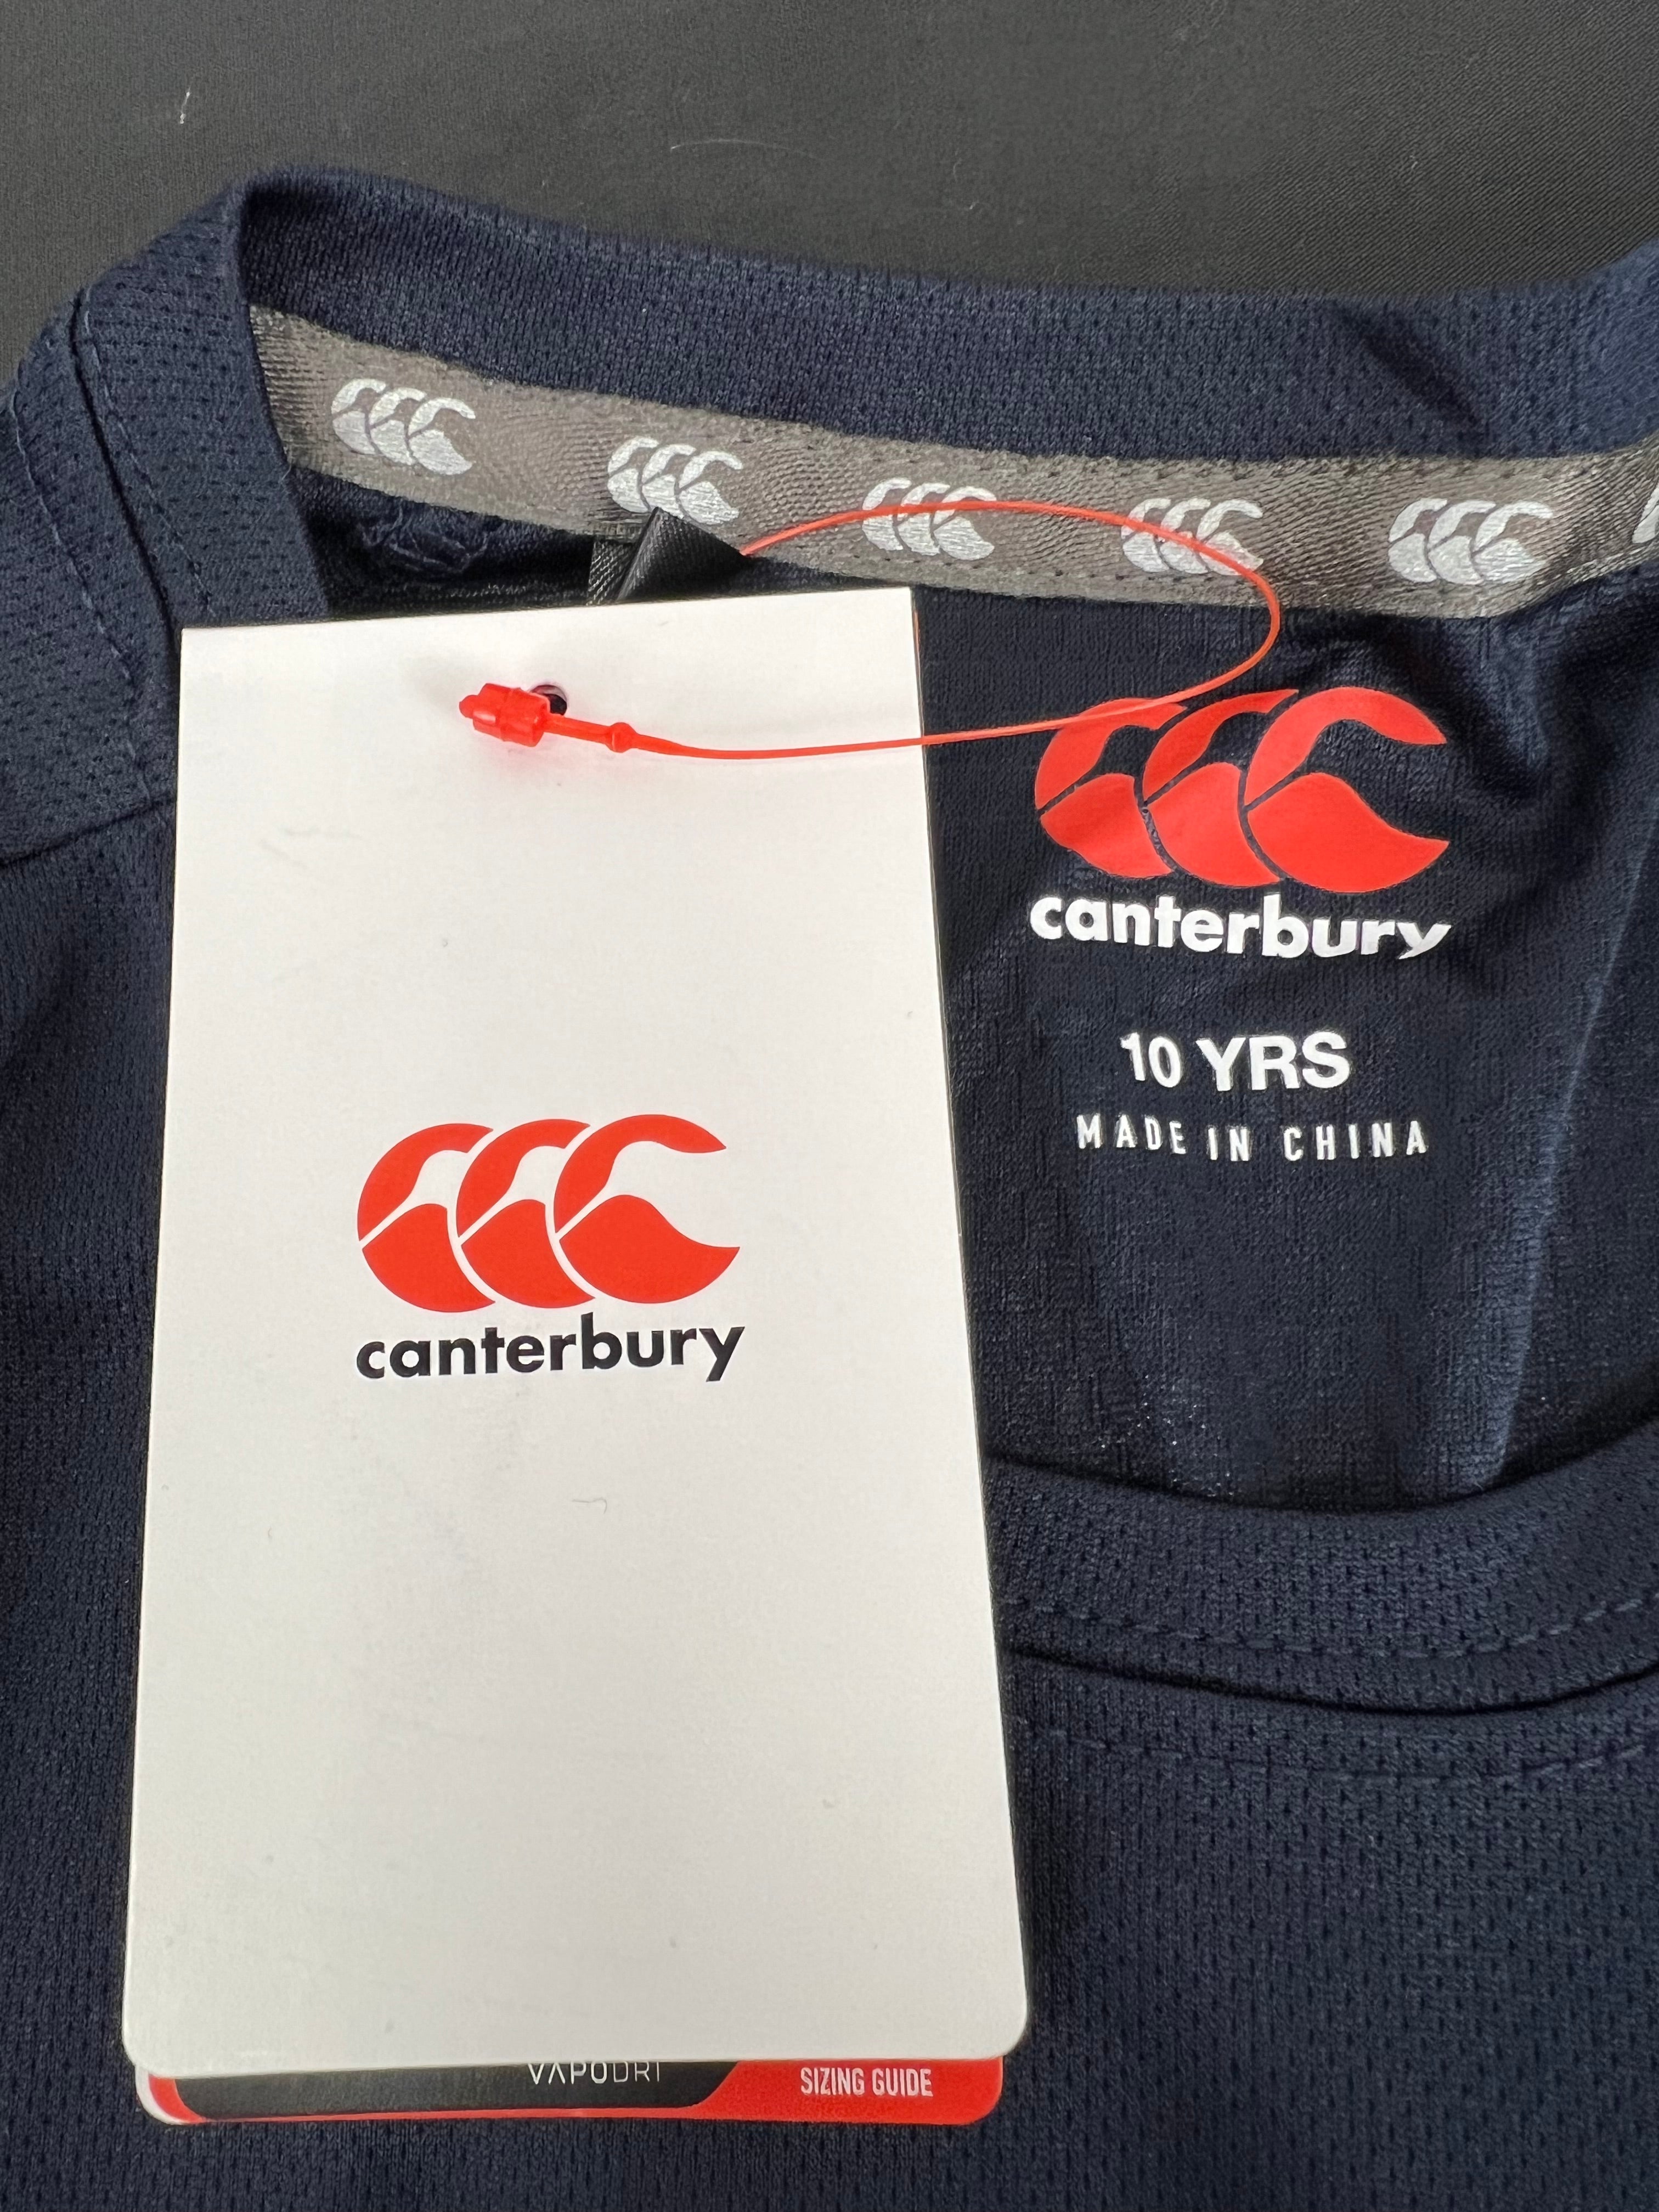 canterbury
10 YRS
MADE IN CHINA
canterbury
VAPODRI
SIZING GUIDE